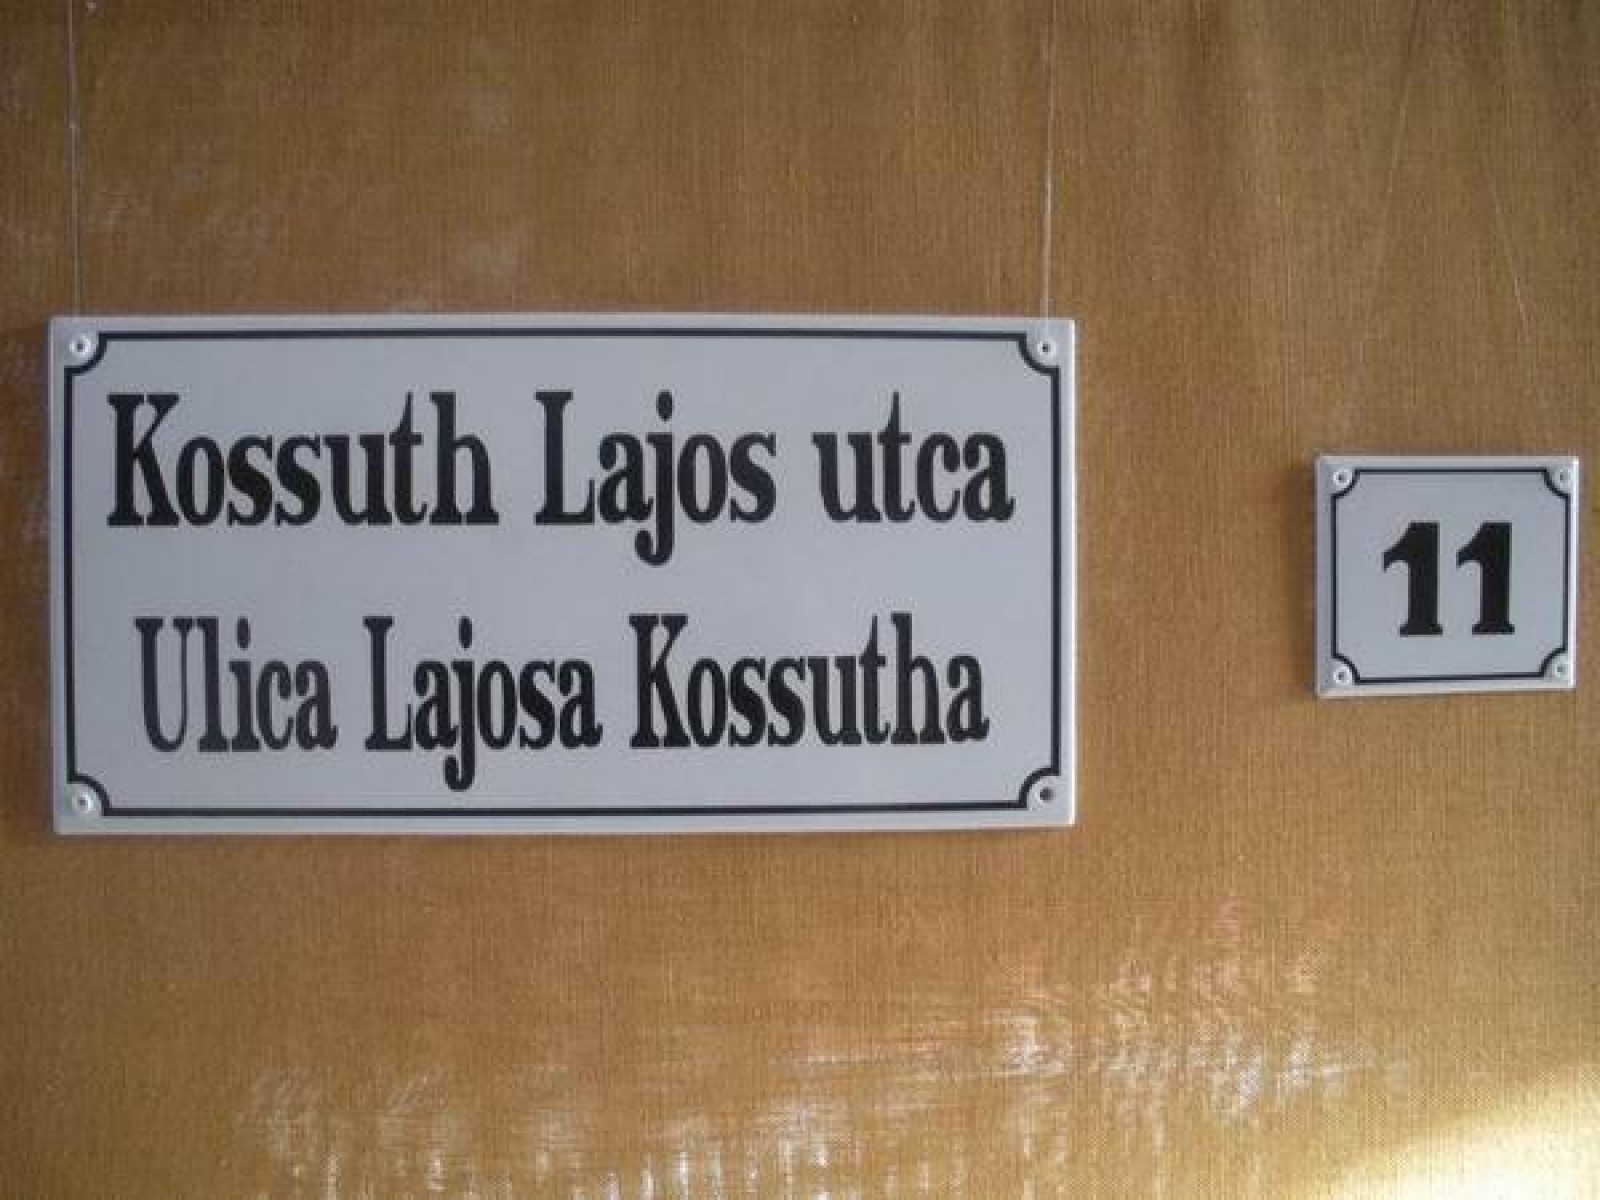 Kossuth Lajos utca
Ulica Lajosa Kossutha
11